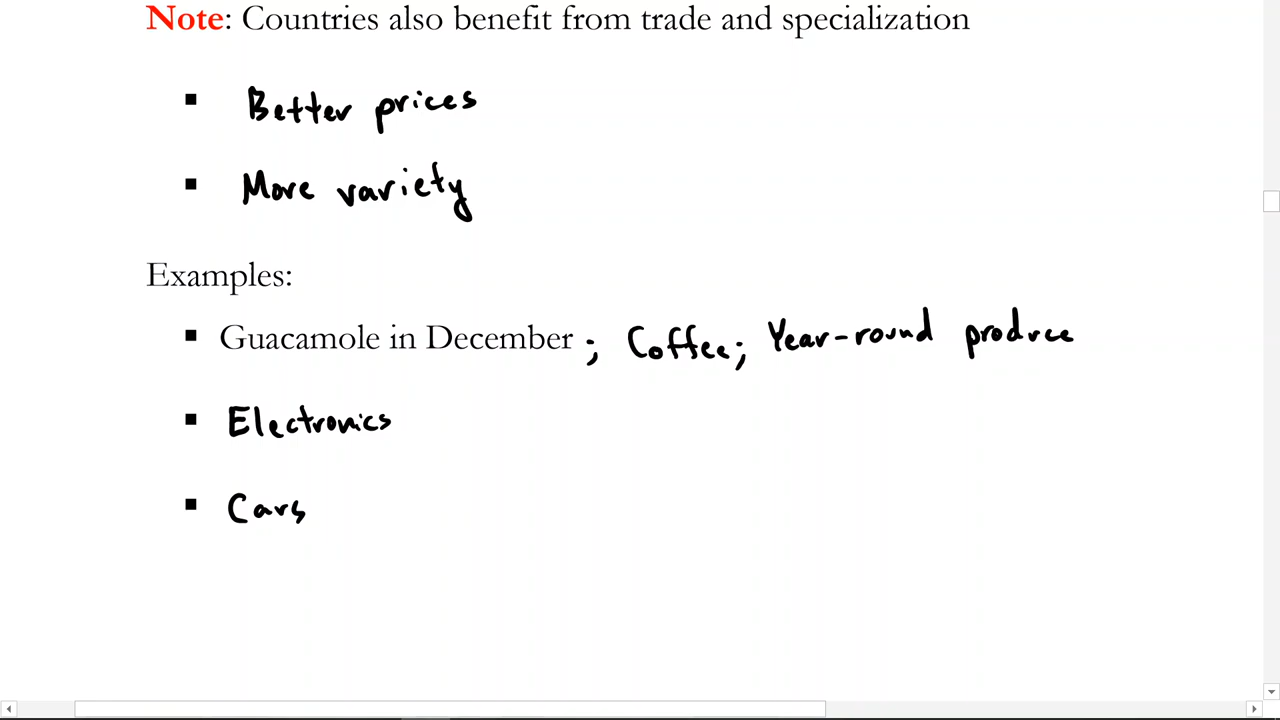 Note: Countries also benefit from trade and specialization
▪ Better prices
▪ More variety
Examples:
▪ Guacamole in December ; Coffee; Year-round produce
▪ Electronics
▪ Cars